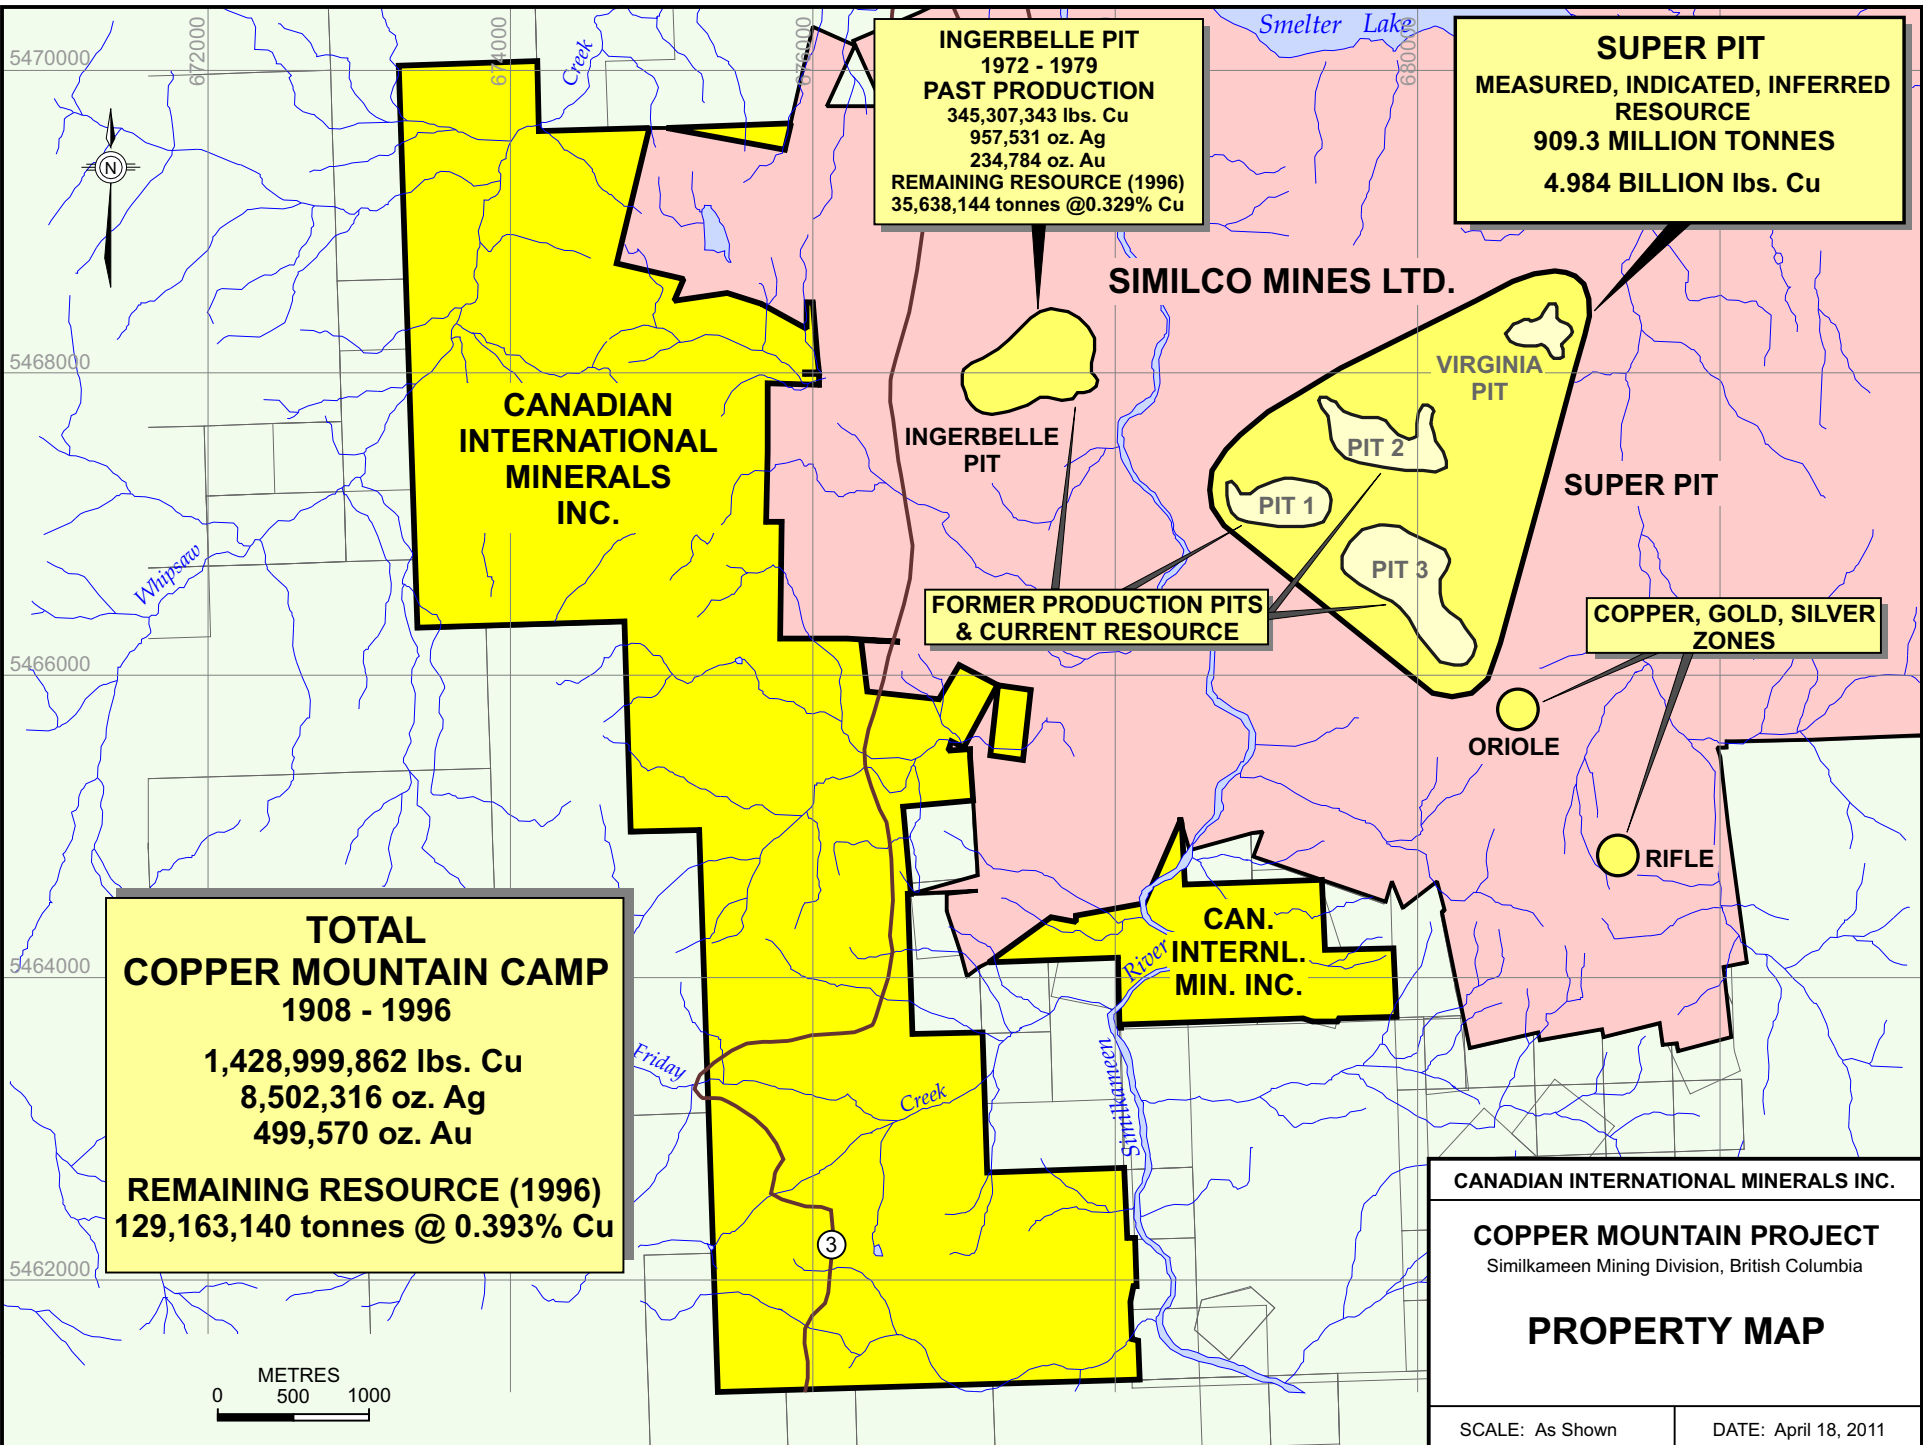 672000
674000
676000
680000
5470000
5468000
5466000
5464000
5462000
Creek
Smelter Lake
N
INGERBELLE PIT
1972 - 1979
PAST PRODUCTION
345,307,343 lbs. Cu
957,531 oz. Ag
234,784 oz. Au
REMAINING RESOURCE (1996)
35,638,144 tonnes @0.329% Cu
SUPER PIT
MEASURED, INDICATED, INFERRED
RESOURCE
909.3 MILLION TONNES
4.984 BILLION lbs. Cu
SIMILCO MINES LTD.
VIRGINIA
PIT
CANADIAN
INTERNATIONAL
MINERALS
INC.
INGERBELLE
PIT
PIT 2
PIT 1
SUPER PIT
PIT 3
Whipsaw
FORMER PRODUCTION PITS
& CURRENT RESOURCE
COPPER, GOLD, SILVER
ZONES
ORIOLE
RIFLE
TOTAL
COPPER MOUNTAIN CAMP
1908 - 1996
1,428,999,862 lbs. Cu
8,502,316 oz. Ag
499,570 oz. Au
REMAINING RESOURCE (1996)
129,163,140 tonnes @ 0.393% Cu
CAN.
INTERNL.
MIN. INC.
River
Similkameen
Friday
Creek
3
METRES
0 500 1000
CANADIAN INTERNATIONAL MINERALS INC.
COPPER MOUNTAIN PROJECT
Similkameen Mining Division, British Columbia
PROPERTY MAP
SCALE: As Shown
DATE: April 18, 2011